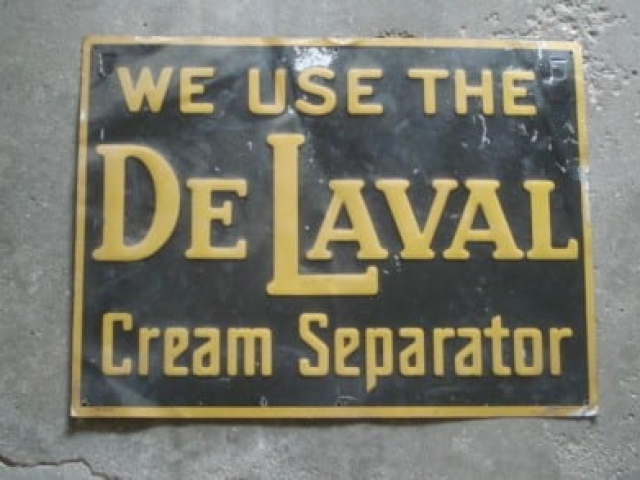 WE USE THE
DE LAVAL
Cream Separator